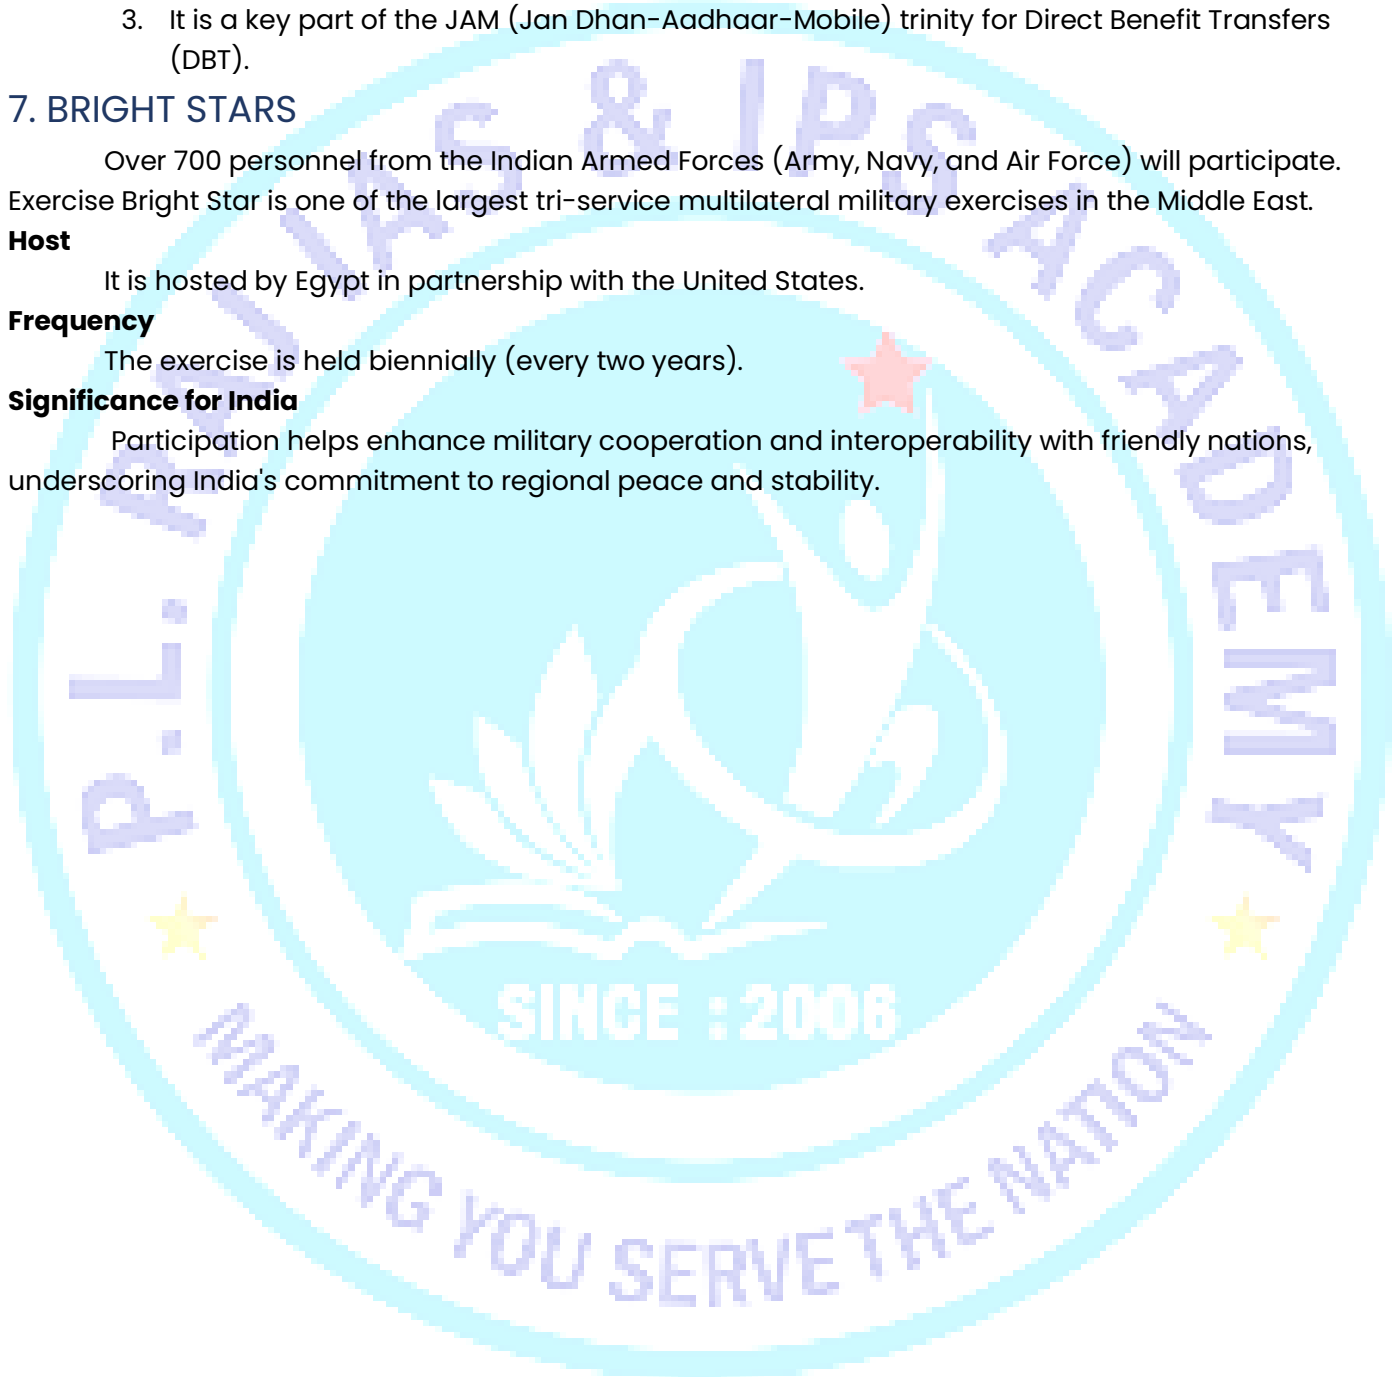 3. It is a key part of the JAM (Jan Dhan-Aadhaar-Mobile) trinity for Direct Benefit Transfers
(DBT).
7. BRIGHT STARS
Over 700 personnel from the Indian Armed Forces (Army, Navy, and Air Force) will participate.
Exercise Bright Star is one of the largest tri-service multilateral military exercises in the Middle East.
Host
It is hosted by Egypt in partnership with the United States.
Frequency
The exercise is held biennially (every two years).
Significance for India
Participation helps enhance military cooperation and interoperability with friendly nations,
underscoring India's commitment to regional peace and stability.
P.L. RAJ IAS & IPS ACADEMY
SINCE : 2006
MAKING YOU SERVE THE NATION